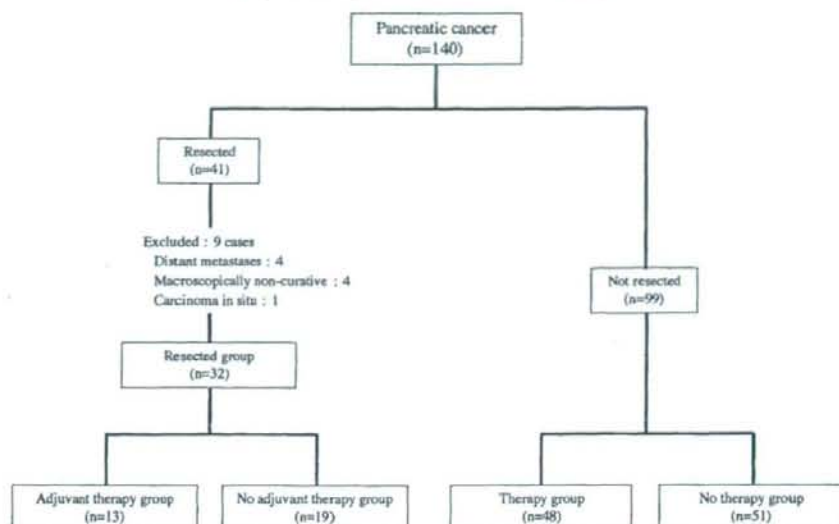 Pancreatic cancer
(n=140)
Resected
(n=41)
Excluded : 9 cases
Distant metastases : 4
Macroscopically non-curative : 4
Carcinoma in situ : 1
Not resected
(n=99)
Resected group
(n=32)
Adjuvant therapy group
(n=13)
No adjuvant therapy group
(n=19)
Therapy group
(n=48)
No therapy group
(n=51)